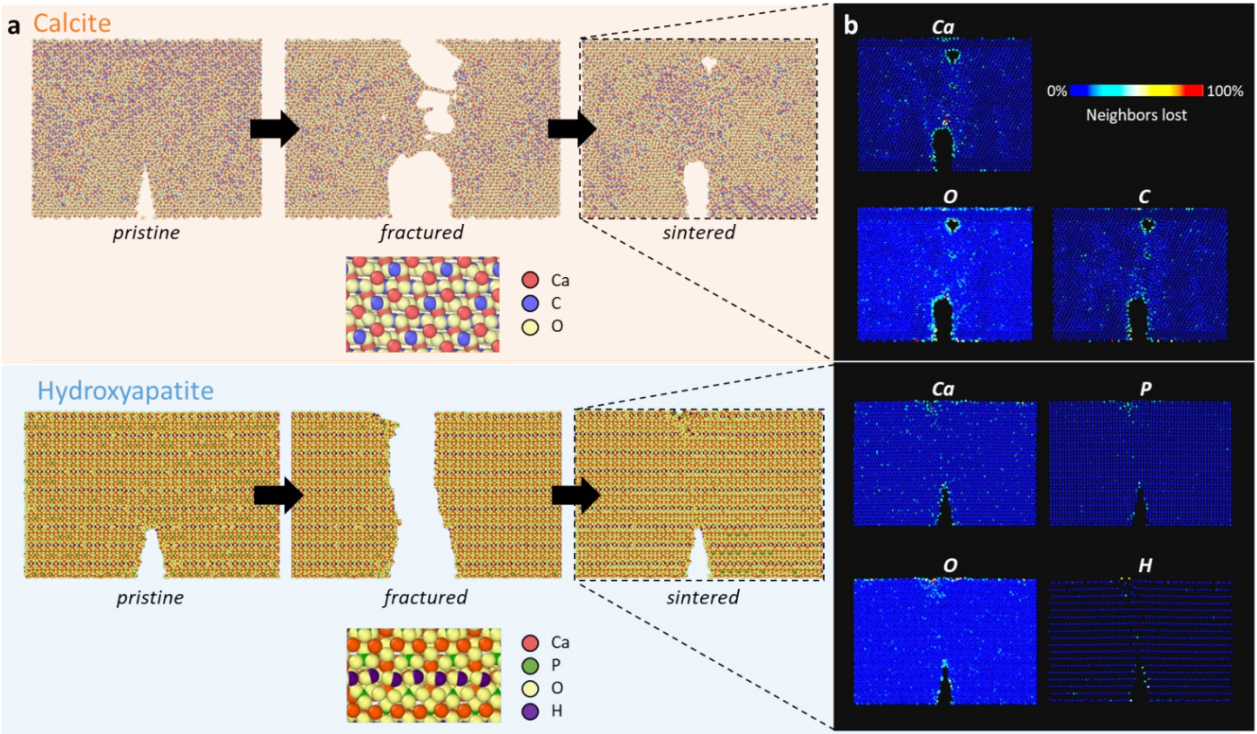 a Calcite
pristine
fractured
sintered
Ca
C
O
b
Ca
0%
100%
Neighbors lost
O
C
Hydroxyapatite
pristine
fractured
sintered
Ca
P
O
H
Ca
P
O
H